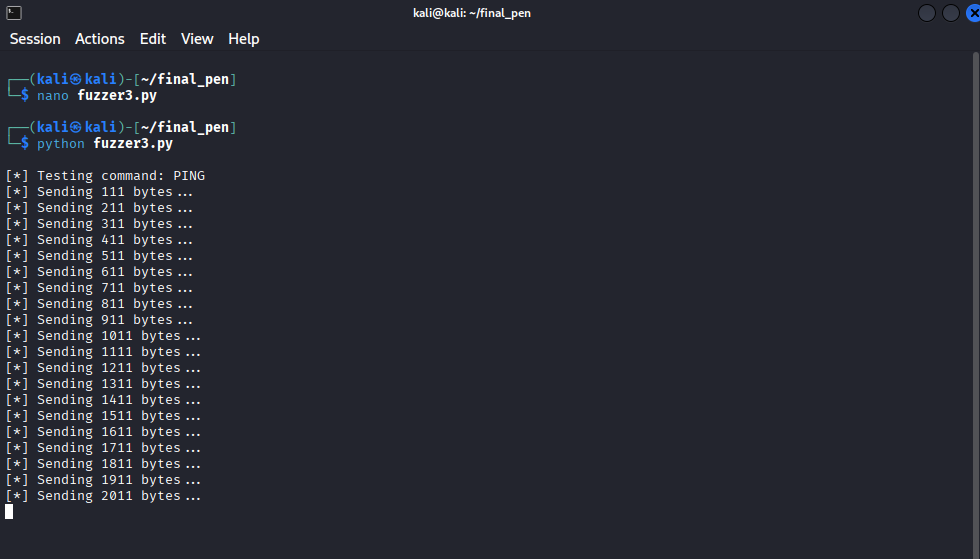 kali@kali: ~/final_pen
Session Actions Edit View Help
┌──(kali㉿kali)-[~/final_pen]
└─$ nano fuzzer3.py
┌──(kali㉿kali)-[~/final_pen]
└─$ python fuzzer3.py
[*] Testing command: PING
[*] Sending 111 bytes...
[*] Sending 211 bytes...
[*] Sending 311 bytes...
[*] Sending 411 bytes...
[*] Sending 511 bytes...
[*] Sending 611 bytes...
[*] Sending 711 bytes...
[*] Sending 811 bytes...
[*] Sending 911 bytes...
[*] Sending 1011 bytes...
[*] Sending 1111 bytes...
[*] Sending 1211 bytes...
[*] Sending 1311 bytes...
[*] Sending 1411 bytes...
[*] Sending 1511 bytes...
[*] Sending 1611 bytes...
[*] Sending 1711 bytes...
[*] Sending 1811 bytes...
[*] Sending 1911 bytes...
[*] Sending 2011 bytes...